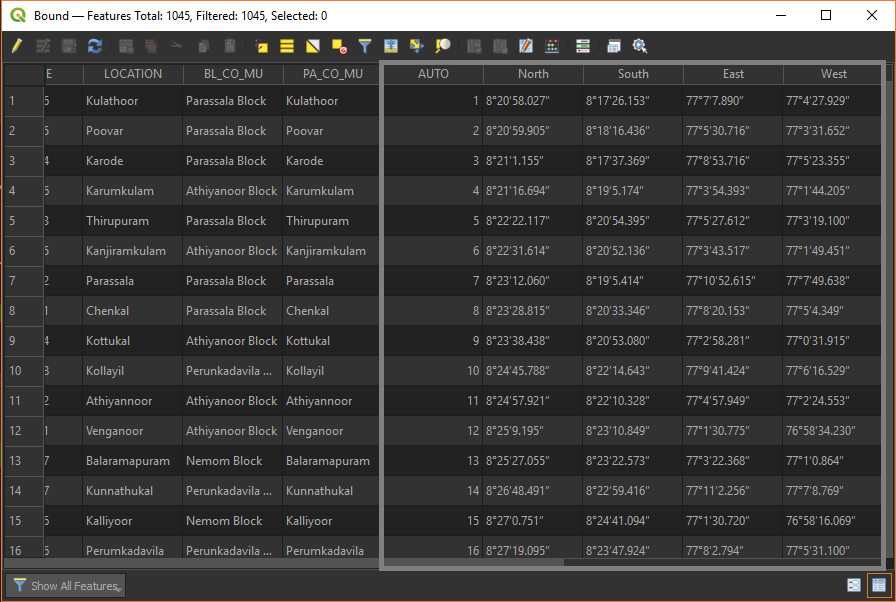 Bound — Features Total: 1045, Filtered: 1045, Selected: 0
E LOCATION BL_CO_MU PA_CO_MU AUTO North South East West
1 5 Kulathoor Parassala Block Kulathoor 1 8°20′58.027″ 8°17′26.153″ 77°7′7.890″ 77°4′27.929″
2 5 Poovar Parassala Block Poovar 2 8°20′59.905″ 8°18′16.436″ 77°5′30.716″ 77°3′31.652″
3 4 Karode Parassala Block Karode 3 8°21′1.155″ 8°17′37.369″ 77°8′53.716″ 77°5′23.355″
4 5 Karumkulam Athiyanoor Block Karumkulam 4 8°21′16.694″ 8°19′5.174″ 77°3′54.393″ 77°1′44.205″
5 3 Thirupuram Parassala Block Thirupuram 5 8°22′22.117″ 8°20′54.395″ 77°5′27.612″ 77°3′19.100″
6 5 Kanjiramkulam Athiyanoor Block Kanjiramkulam 6 8°22′31.614″ 8°20′52.136″ 77°3′43.517″ 77°1′49.451″
7 2 Parassala Parassala Block Parassala 7 8°23′12.060″ 8°19′5.414″ 77°10′52.615″ 77°7′49.638″
8 1 Chenkal Parassala Block Chenkal 8 8°23′28.815″ 8°20′33.346″ 77°8′20.153″ 77°5′4.349″
9 4 Kottukal Athiyanoor Block Kottukal 9 8°23′38.438″ 8°20′53.080″ 77°2′58.281″ 77°0′31.915″
10 3 Kollayil Perunkadavila ... Kollayil 10 8°24′45.788″ 8°22′14.643″ 77°9′41.424″ 77°6′16.529″
11 2 Athiyannoor Athiyanoor Block Athiyannoor 11 8°24′57.921″ 8°22′10.328″ 77°4′57.949″ 77°2′24.553″
12 1 Venganoor Athiyanoor Block Venganoor 12 8°25′9.195″ 8°23′10.849″ 77°1′30.775″ 76°58′34.230″
13 7 Balaramapuram Nemom Block Balaramapuram 13 8°25′27.055″ 8°23′22.573″ 77°3′22.368″ 77°1′0.864″
14 7 Kunnathukal Perunkadavila ... Kunnathukal 14 8°26′48.491″ 8°22′59.416″ 77°11′2.256″ 77°7′8.769″
15 5 Kalliyoor Nemom Block Kalliyoor 15 8°27′0.751″ 8°24′41.094″ 77°1′30.720″ 76°58′16.069″
16 5 Perumkadavila Perunkadavila ... Perumkadavila 16 8°27′19.095″ 8°23′47.924″ 77°8′2.794″ 77°5′31.100″
Show All Features